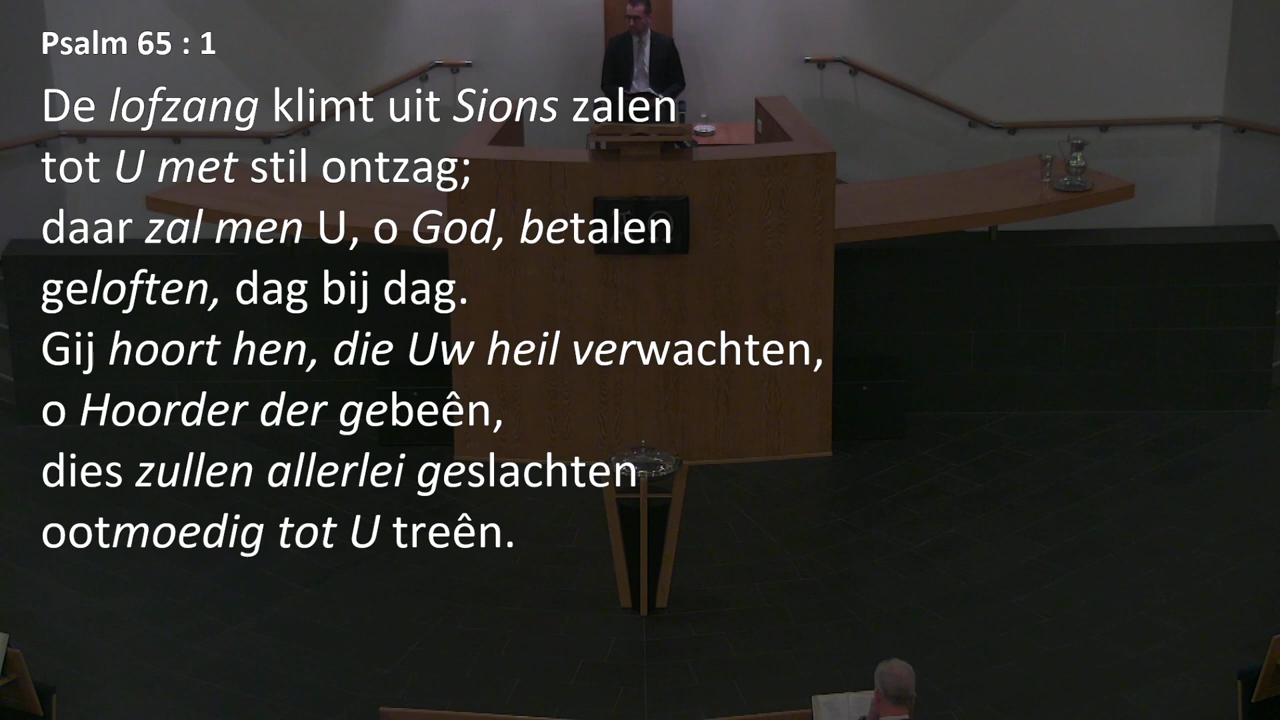 Psalm 65 : 1
De lofzang klimt uit Sions zalen
tot U met stil ontzag;
daar zal men U, o God, betalen
geloften, dag bij dag.
Gij hoort hen, die Uw heil verwachten,
o Hoorder der gebeên,
dies zullen allerlei geslachten
ootmoedig tot U treên.